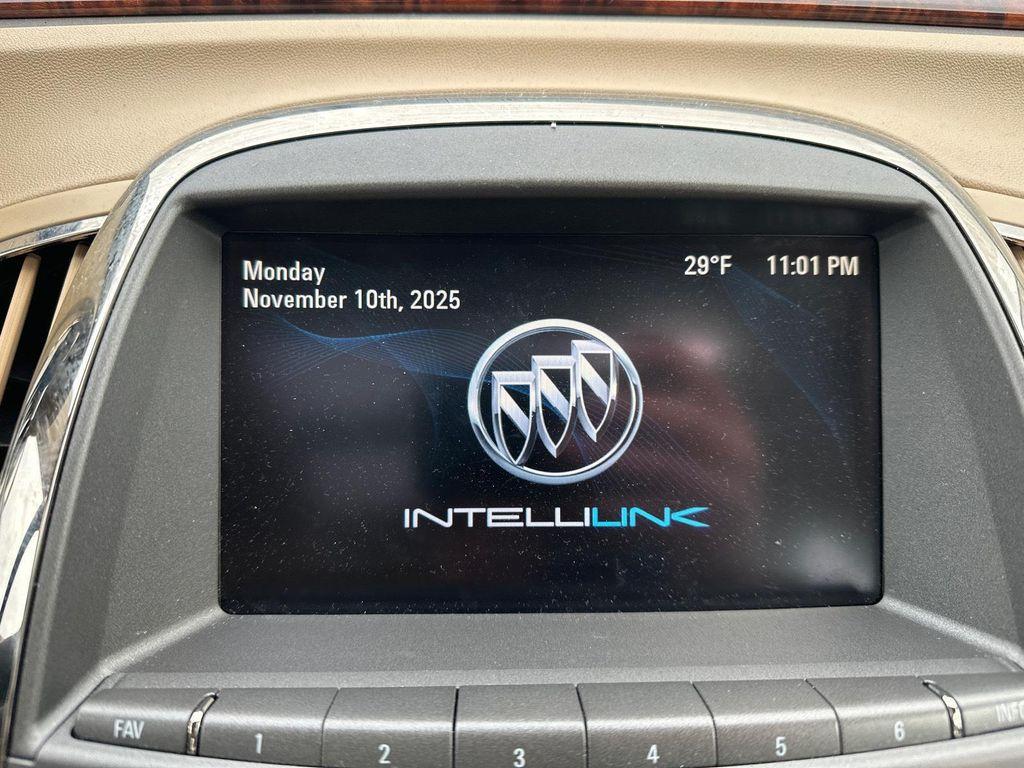 Monday
November 10th, 2025
29°F 11:01 PM
INTELLILINK
FAV 1 2 3 4 5 6 INFO